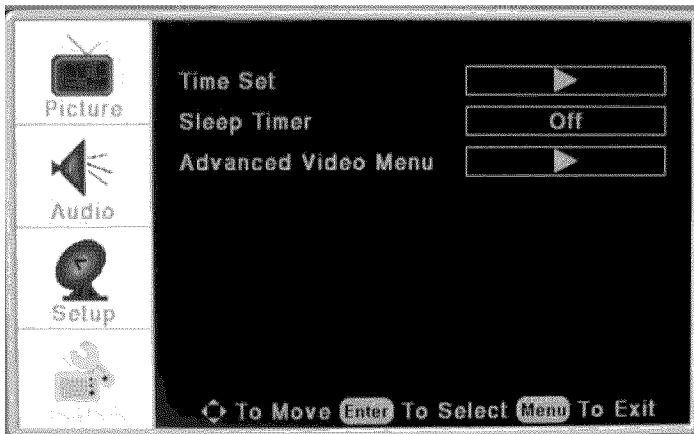 Picture
Audio
Setup
Time Set
Sleep Timer Off
Advanced Video Menu
To Move Enter To Select Menu To Exit